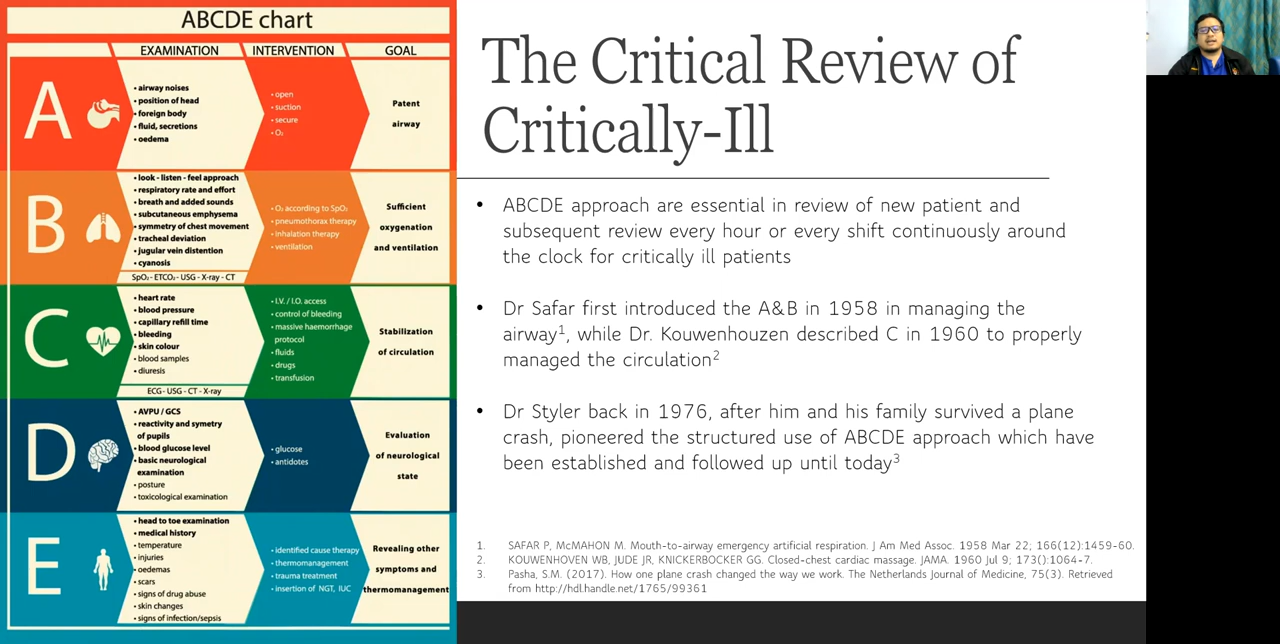 ABCDE chart
EXAMINATION
INTERVENTION
GOAL
A
• airway noises
• position of head
• foreign body
• fluid, secretions
• oedema
• open
• suction
• secure
• O₂
Patent
airway
B
• look - listen - feel approach
• respiratory rate and effort
• breath and added sounds
• subcutaneous emphysema
• symmetry of chest movement
• tracheal deviation
• jugular vein distention
• cyanosis
SpO₂ - ETCO₂ - USG - X-ray - CT
• O₂ according to SpO₂
• pneumothorax therapy
• inhalation therapy
• ventilation
Sufficient
oxygenation
and ventilation
C
• heart rate
• blood pressure
• capillary refill time
• bleeding
• skin colour
• blood samples
• diuresis
ECG - USG - CT - X-ray
• I.V. / I.O. access
• control of bleeding
• massive haemorrhage
protocol
• fluids
• drugs
• transfusion
Stabilization
of circulation
D
• AVPU / GCS
• reactivity and symetry
of pupils
• blood glucose level
• basic neurological
examination
• posture
• toxicological examination
• glucose
• antidotes
Evaluation
of neurological
state
E
• head to toe examination
• medical history
• temperature
• injuries
• oedemas
• scars
• signs of drug abuse
• skin changes
• signs of infection/sepsis
• identified cause therapy
• thermomanagement
• trauma treatment
• insertion of NGT, IUC
Revealing other
symptoms and
thermomanagement
The Critical Review of
Critically-Ill
• ABCDE approach are essential in review of new patient and
subsequent review every hour or every shift continuously around
the clock for critically ill patients
• Dr Safar first introduced the A&B in 1958 in managing the
airway¹, while Dr. Kouwenhouzen described C in 1960 to properly
managed the circulation²
• Dr Styler back in 1976, after him and his family survived a plane
crash, pioneered the structured use of ABCDE approach which have
been established and followed up until today³
1. SAFAR P, McMAHON M. Mouth-to-airway emergency artificial respiration. J Am Med Assoc. 1958 Mar 22; 166(12):1459-60.
2. KOUWENHOVEN WB, JUDE JR, KNICKERBOCKER GG. Closed-chest cardiac massage. JAMA. 1960 Jul 9; 173():1064-7.
3. Pasha, S.M. (2017). How one plane crash changed the way we work. The Netherlands Journal of Medicine, 75(3). Retrieved
from http://hdl.handle.net/1765/99361